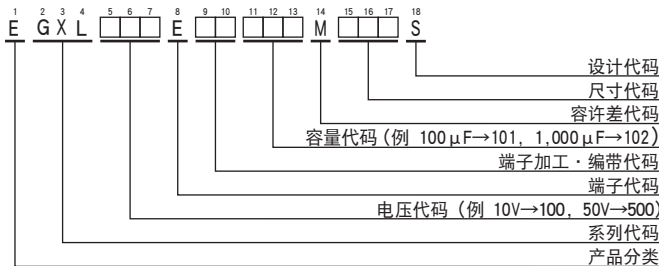 1 2 3 4 5 6 7 8 9 10 11 12 13 14 15 16 17 18
E G X L □□□ E □□ □□□ M □□□ S
设计代码
尺寸代码
容许差代码
容量代码（例 100μF→101, 1,000μF→102）
端子加工・编带代码
端子代码
电压代码（例 10V→100, 50V→500）
系列代码
产品分类